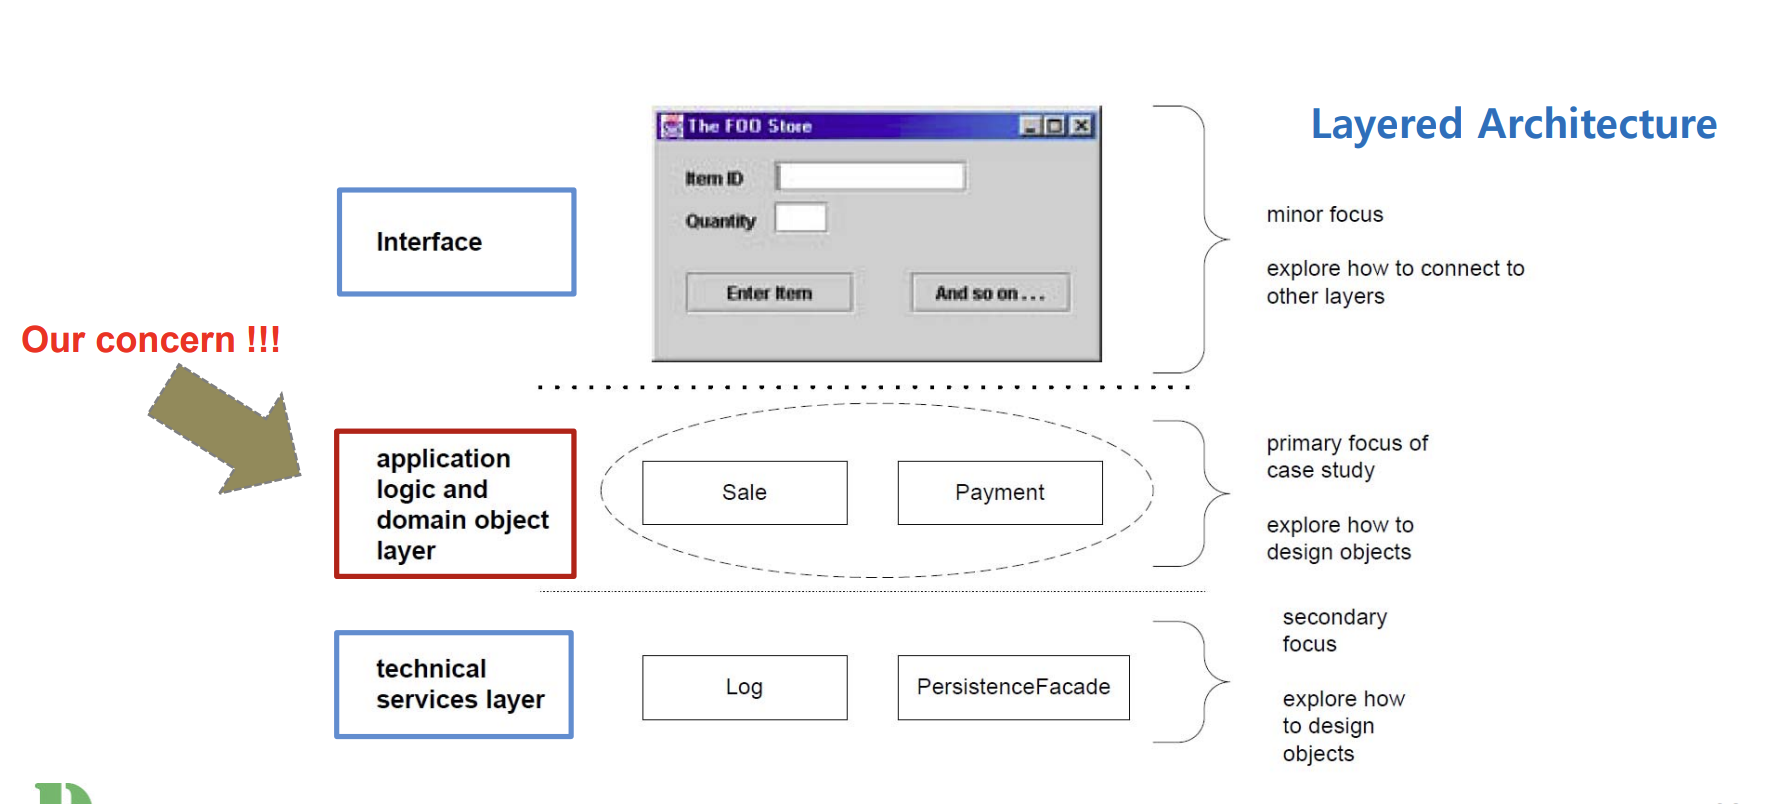 Layered Architecture
The FOO Store
Item ID
Quantity
Enter Item
And so on . . .
Interface
minor focus
explore how to connect to
other layers
Our concern !!!
application
logic and
domain object
layer
Sale
Payment
primary focus of
case study
explore how to
design objects
technical
services layer
Log
PersistenceFacade
secondary
focus
explore how
to design
objects